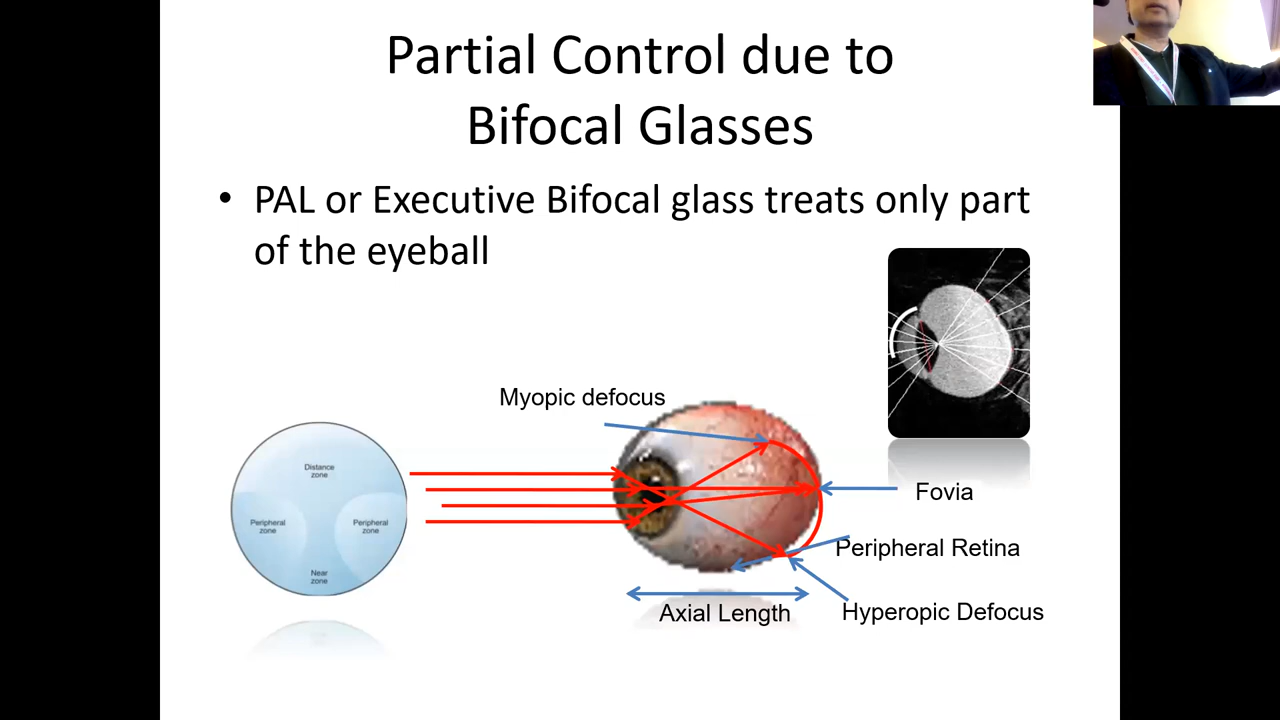 Partial Control due to
Bifocal Glasses
• PAL or Executive Bifocal glass treats only part
of the eyeball
Myopic defocus
Distance
zone
Peripheral
zone
Peripheral
zone
Near
zone
Fovia
Peripheral Retina
Axial Length
Hyperopic Defocus